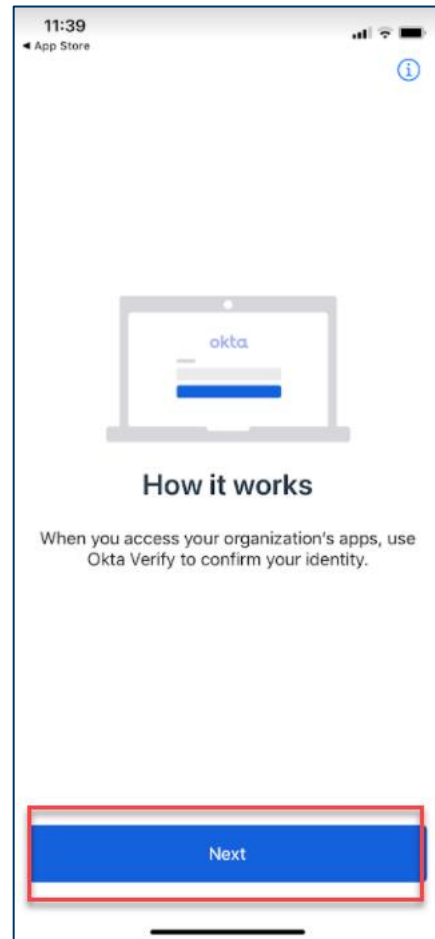 11:39
◀ App Store
okta
How it works
When you access your organization's apps, use
Okta Verify to confirm your identity.
Next